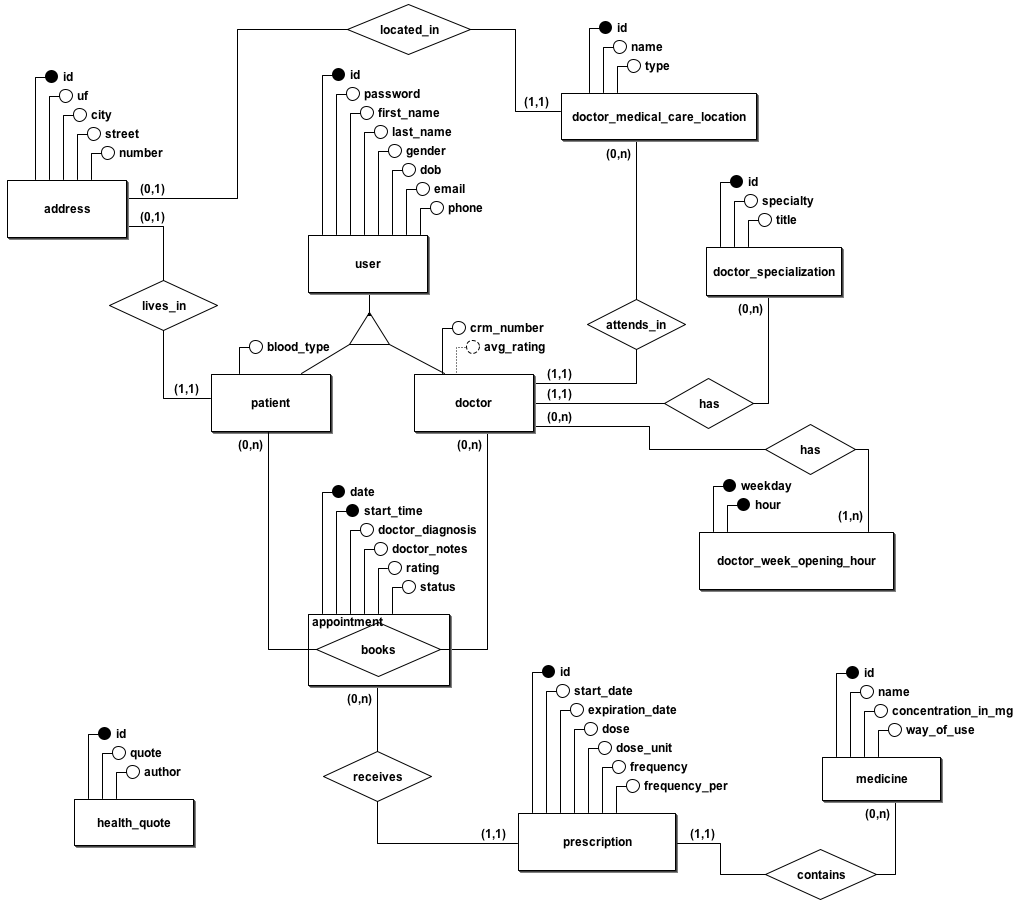 located_in
id
name
type
(1,1)
doctor_medical_care_location
(0,n)
id
uf
city
street
number
(0,1)
address
(0,1)
id
password
first_name
last_name
gender
dob
email
phone
user
id
specialty
title
doctor_specialization
(0,n)
lives_in
attends_in
blood_type
crm_number
avg_rating
(1,1)
patient
(0,n)
doctor
(0,n)
(1,1)
(1,1)
(0,n)
has
has
weekday
hour
(1,n)
doctor_week_opening_hour
date
start_time
doctor_diagnosis
doctor_notes
rating
status
appointment
books
(0,n)
receives
(1,1)
id
start_date
expiration_date
dose
dose_unit
frequency
frequency_per
prescription
(1,1)
id
name
concentration_in_mg
way_of_use
medicine
(0,n)
contains
id
quote
author
health_quote